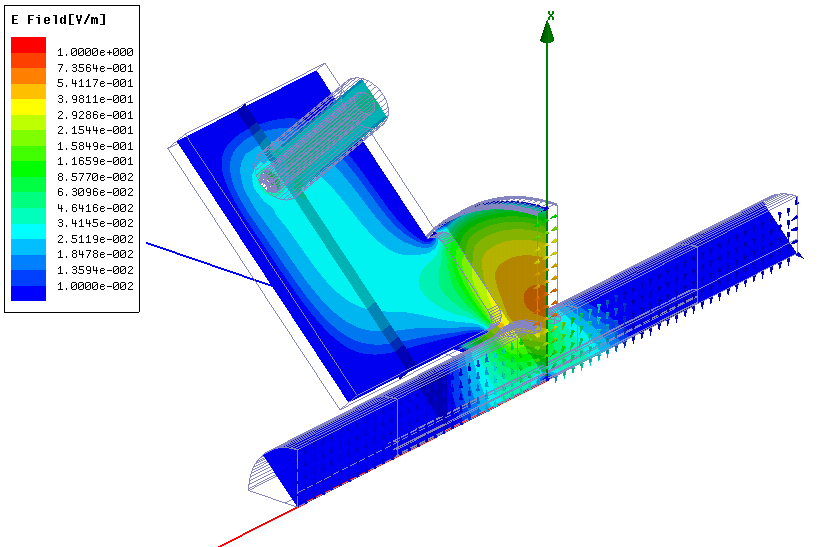 E Field[V/m]
1.0000e+000
7.3564e-001
5.4117e-001
3.9811e-001
2.9286e-001
2.1544e-001
1.5849e-001
1.1659e-001
8.5770e-002
6.3096e-002
4.6416e-002
3.4145e-002
2.5119e-002
1.8478e-002
1.3594e-002
1.0000e-002
X